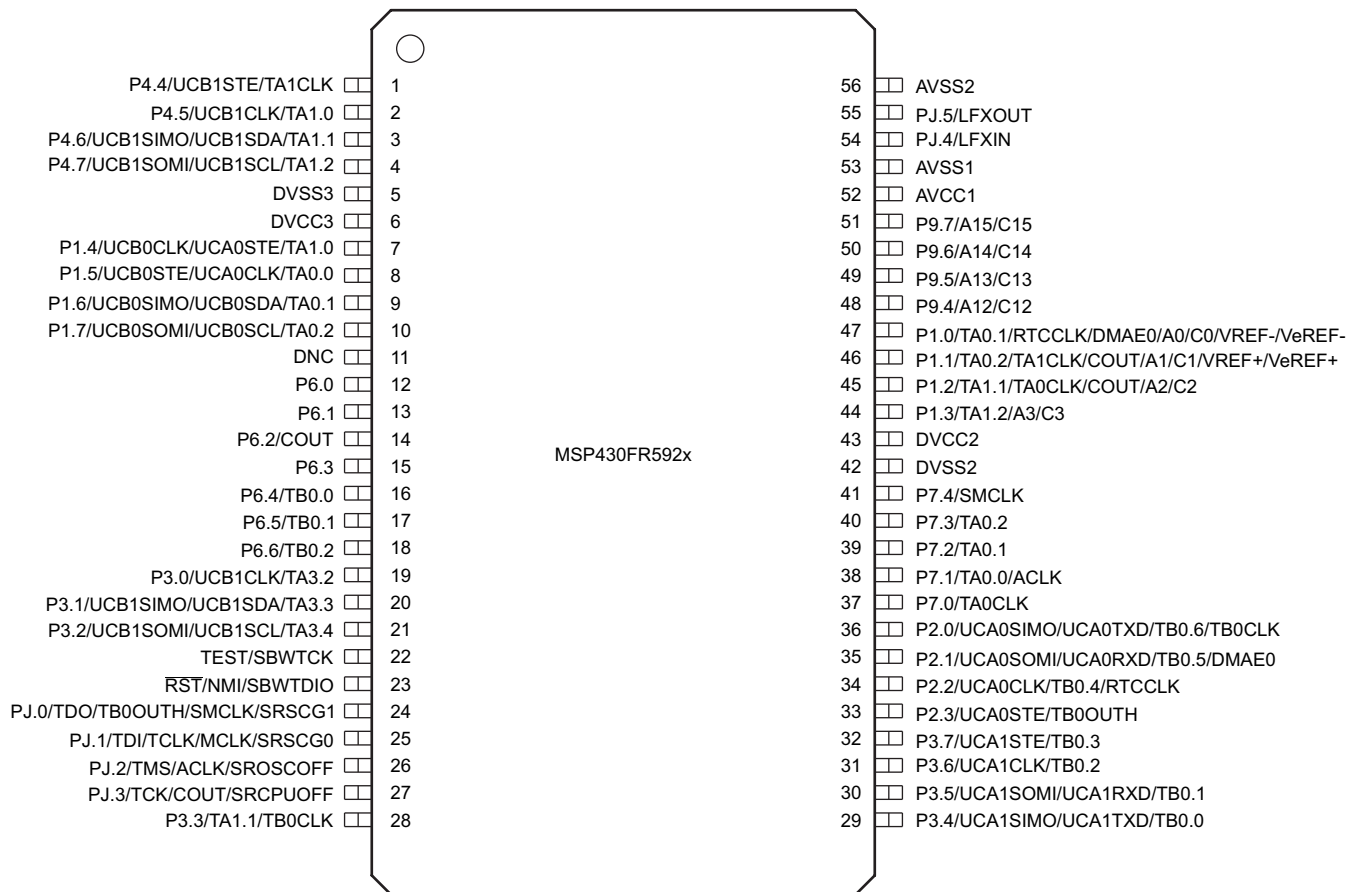 P4.4/UCB1STE/TA1CLK 1
P4.5/UCB1CLK/TA1.0 2
P4.6/UCB1SIMO/UCB1SDA/TA1.1 3
P4.7/UCB1SOMI/UCB1SCL/TA1.2 4
DVSS3 5
DVCC3 6
P1.4/UCB0CLK/UCA0STE/TA1.0 7
P1.5/UCB0STE/UCA0CLK/TA0.0 8
P1.6/UCB0SIMO/UCB0SDA/TA0.1 9
P1.7/UCB0SOMI/UCB0SCL/TA0.2 10
DNC 11
P6.0 12
P6.1 13
P6.2/COUT 14
P6.3 15
P6.4/TB0.0 16
P6.5/TB0.1 17
P6.6/TB0.2 18
P3.0/UCB1CLK/TA3.2 19
P3.1/UCB1SIMO/UCB1SDA/TA3.3 20
P3.2/UCB1SOMI/UCB1SCL/TA3.4 21
TEST/SBWTCK 22
RST/NMI/SBWTDIO 23
PJ.0/TDO/TB0OUTH/SMCLK/SRSCG1 24
PJ.1/TDI/TCLK/MCLK/SRSCG0 25
PJ.2/TMS/ACLK/SROSCOFF 26
PJ.3/TCK/COUT/SRCPUOFF 27
P3.3/TA1.1/TB0CLK 28
MSP430FR592x
56 AVSS2
55 PJ.5/LFXOUT
54 PJ.4/LFXIN
53 AVSS1
52 AVCC1
51 P9.7/A15/C15
50 P9.6/A14/C14
49 P9.5/A13/C13
48 P9.4/A12/C12
47 P1.0/TA0.1/RTCCLK/DMAE0/A0/C0/VREF-/VeREF-
46 P1.1/TA0.2/TA1CLK/COUT/A1/C1/VREF+/VeREF+
45 P1.2/TA1.1/TA0CLK/COUT/A2/C2
44 P1.3/TA1.2/A3/C3
43 DVCC2
42 DVSS2
41 P7.4/SMCLK
40 P7.3/TA0.2
39 P7.2/TA0.1
38 P7.1/TA0.0/ACLK
37 P7.0/TA0CLK
36 P2.0/UCA0SIMO/UCA0TXD/TB0.6/TB0CLK
35 P2.1/UCA0SOMI/UCA0RXD/TB0.5/DMAE0
34 P2.2/UCA0CLK/TB0.4/RTCCLK
33 P2.3/UCA0STE/TB0OUTH
32 P3.7/UCA1STE/TB0.3
31 P3.6/UCA1CLK/TB0.2
30 P3.5/UCA1SOMI/UCA1RXD/TB0.1
29 P3.4/UCA1SIMO/UCA1TXD/TB0.0